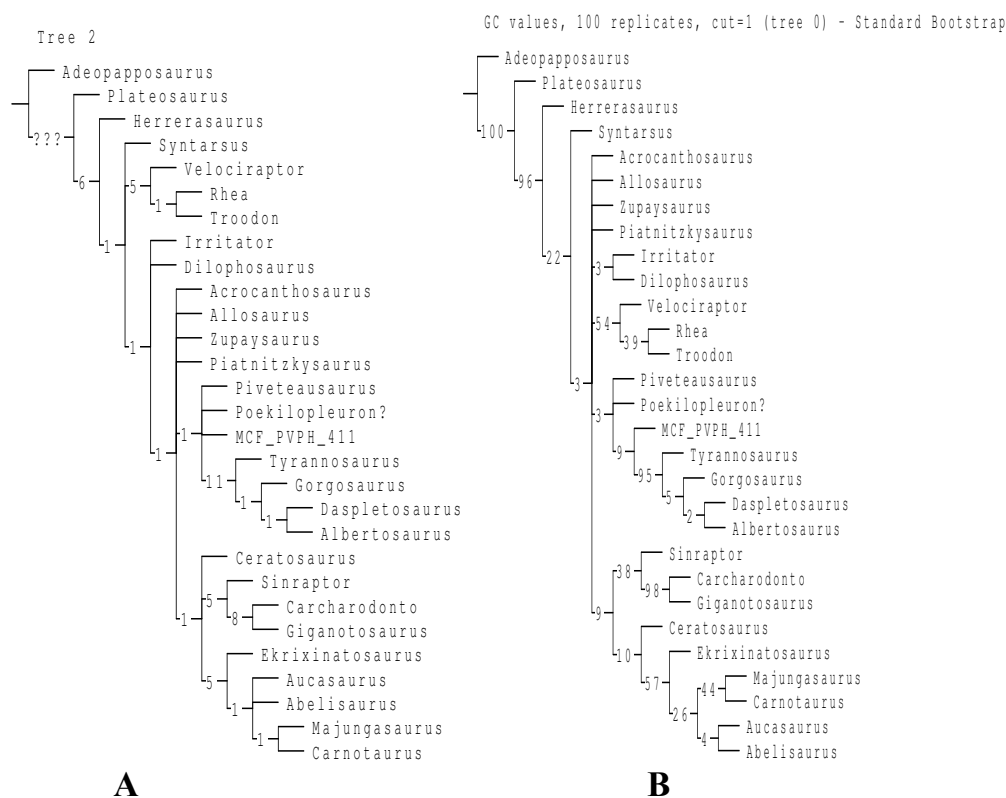 Tree 2
Adeopapposaurus
Plateosaurus
???
Herrerasaurus
6
Syntarsus
Velociraptor
5
Rhea
1
Troodon
Irritator
1
Dilophosaurus
Acrocanthosaurus
Allosaurus
Zupaysaurus
1
Piatnitzkysaurus
Piveteausaurus
Poekilopleuron?
1
MCF_PVPH_411
1
Tyrannosaurus
11
Gorgosaurus
1
Daspletosaurus
1
Albertosaurus
Ceratosaurus
Sinraptor
5
Carcharodonto
1
8
Giganotosaurus
Ekrixinatosaurus
5
Aucasaurus
1
Abelisaurus
Majungasaurus
1
Carnotaurus
A
GC values, 100 replicates, cut=1 (tree 0) - Standard Bootstrap
Adeopapposaurus
Plateosaurus
Herrerasaurus
100
Syntarsus
Acrocanthosaurus
96
Allosaurus
Zupaysaurus
Piatnitzkysaurus
22
Irritator
3
Dilophosaurus
Velociraptor
54
Rhea
39
Troodon
3
Piveteausaurus
Poekilopleuron?
3
MCF_PVPH_411
9
Tyrannosaurus
95
Gorgosaurus
5
Daspletosaurus
2
Albertosaurus
Sinraptor
38
Carcharodonto
98
Giganotosaurus
9
Ceratosaurus
10
Ekrixinatosaurus
57
Majungasaurus
44
Carnotaurus
26
Aucasaurus
4
Abelisaurus
B